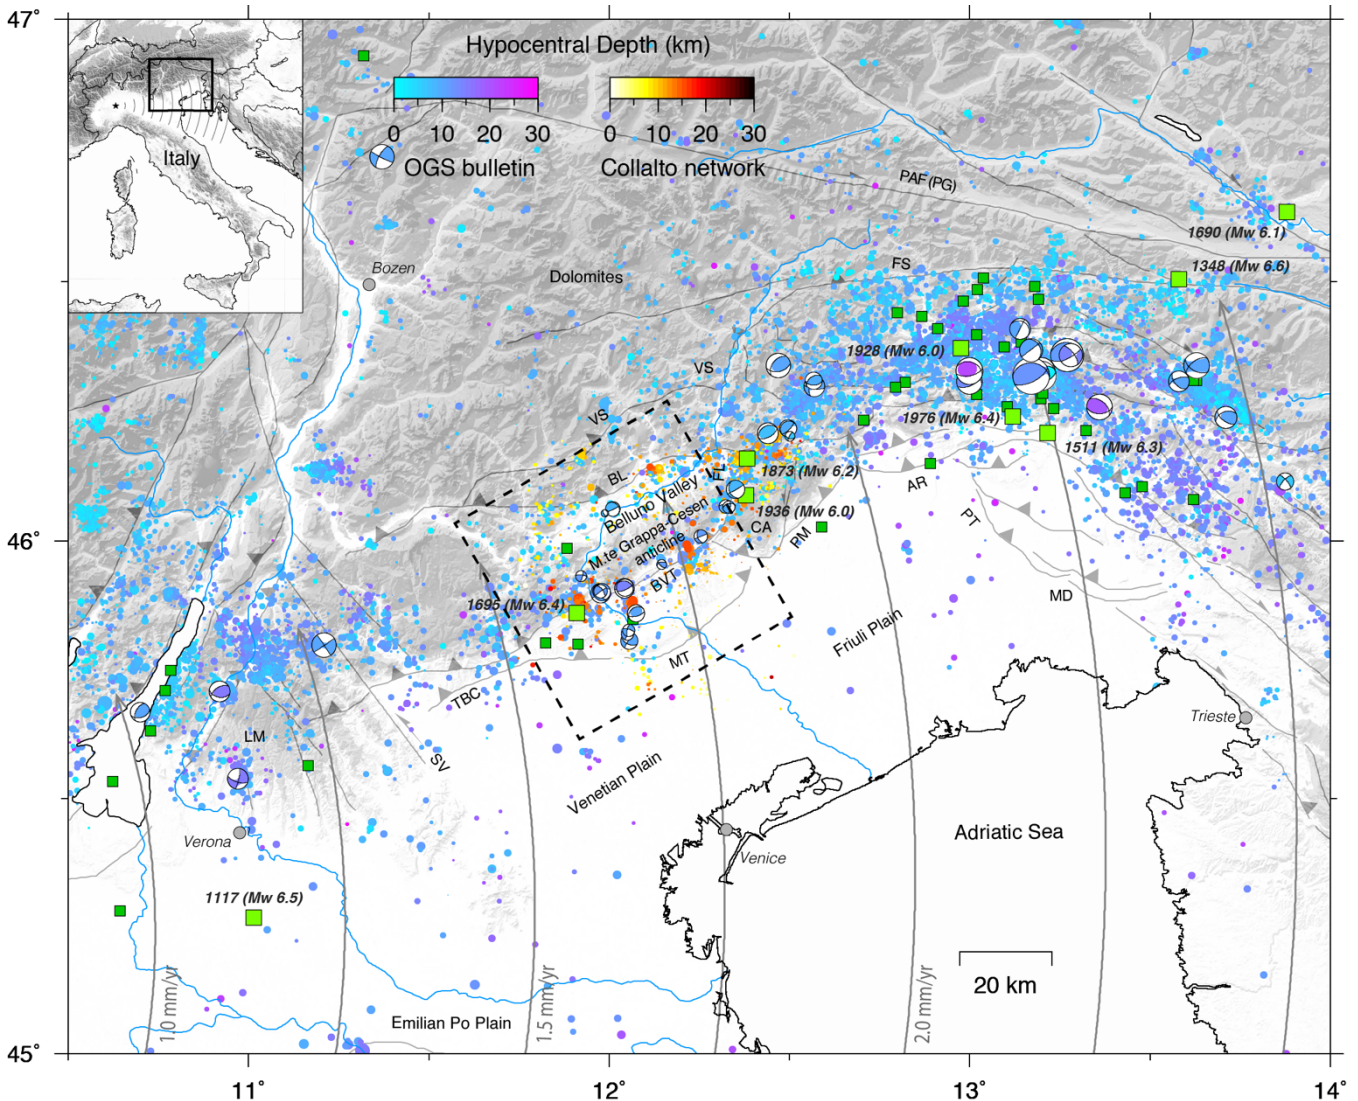 47°
Hypocentral Depth (km)
0 10 20 30
0 10 20 30
OGS bulletin
Collalto network
Italy
PAF (PG)
1690 (Mw 6.1)
1348 (Mw 6.6)
FS
Bozen
Dolomites
1928 (Mw 6.0)
VS
VS
1976 (Mw 6.4)
1511 (Mw 6.3)
1873 (Mw 6.2)
FL
BL
AR
Belluno Valley
1936 (Mw 6.0)
PT
46°
M.te Grappa-Cesen
anticline
CA
PM
BVT
MD
1695 (Mw 6.4)
Friuli Plain
MT
TBC
Trieste
LM
SV
Venetian Plain
Verona
Venice
Adriatic Sea
1117 (Mw 6.5)
20 km
1.0 mm/yr
1.5 mm/yr
2.0 mm/yr
Emilian Po Plain
45°
11°
12°
13°
14°